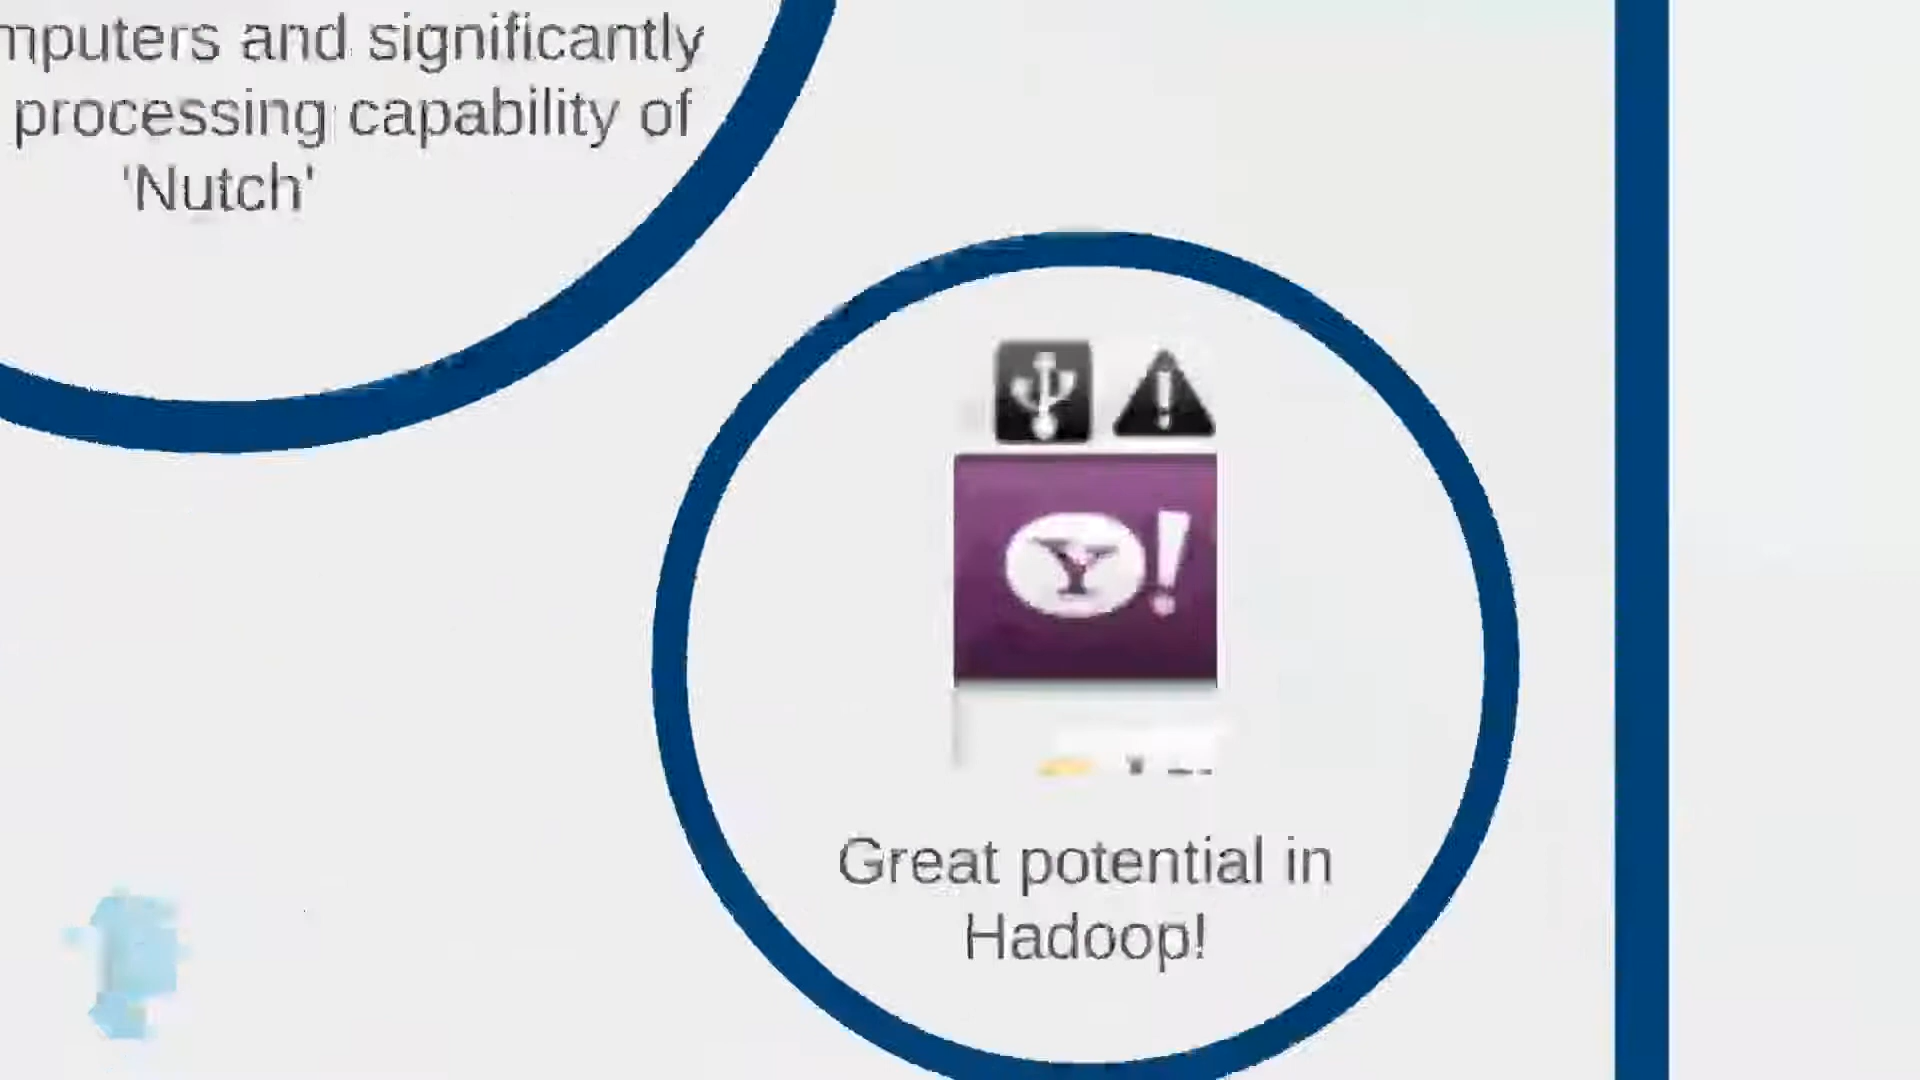 mputers and significantly
processing capability of
'Nutch'
Y!
Great potential in
Hadoop!